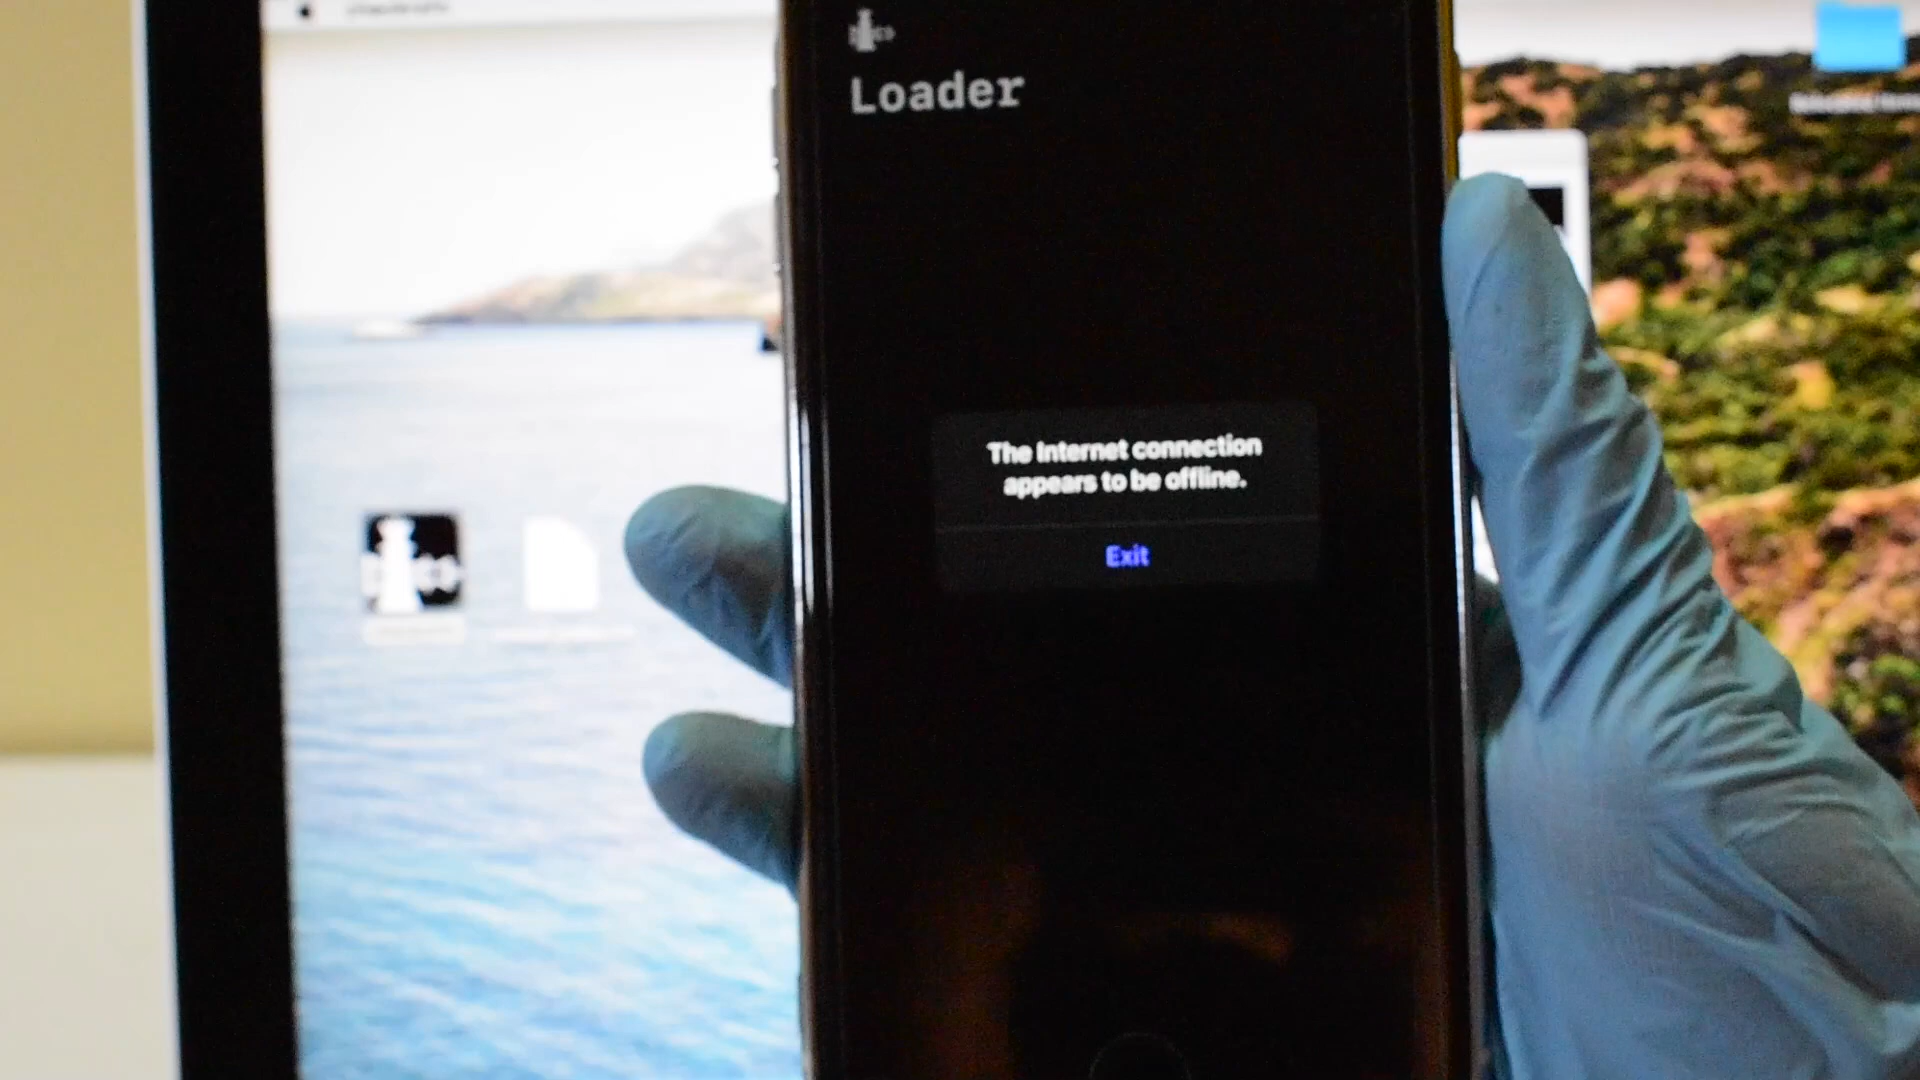 Loader
The Internet connection
appears to be offline.
Exit